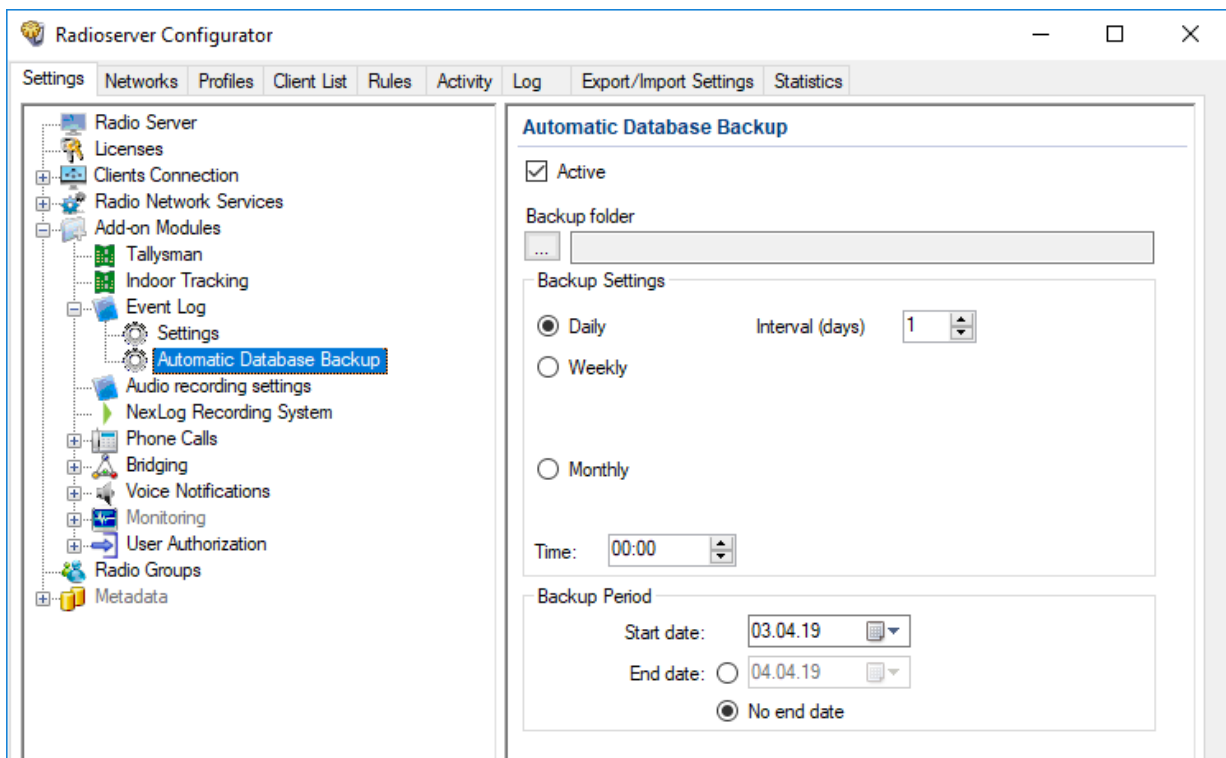 Radioserver Configurator
Settings Networks Profiles Client List Rules Activity Log Export/Import Settings Statistics
Radio Server
Licenses
Clients Connection
Radio Network Services
Add-on Modules
Tallysman
Indoor Tracking
Event Log
Settings
Automatic Database Backup
Audio recording settings
NexLog Recording System
Phone Calls
Bridging
Voice Notifications
Monitoring
User Authorization
Radio Groups
Metadata
Automatic Database Backup
Active
Backup folder
...
Backup Settings
Daily Interval (days) 1
Weekly
Monthly
Time: 00:00
Backup Period
Start date: 03.04.19
End date: 04.04.19
No end date